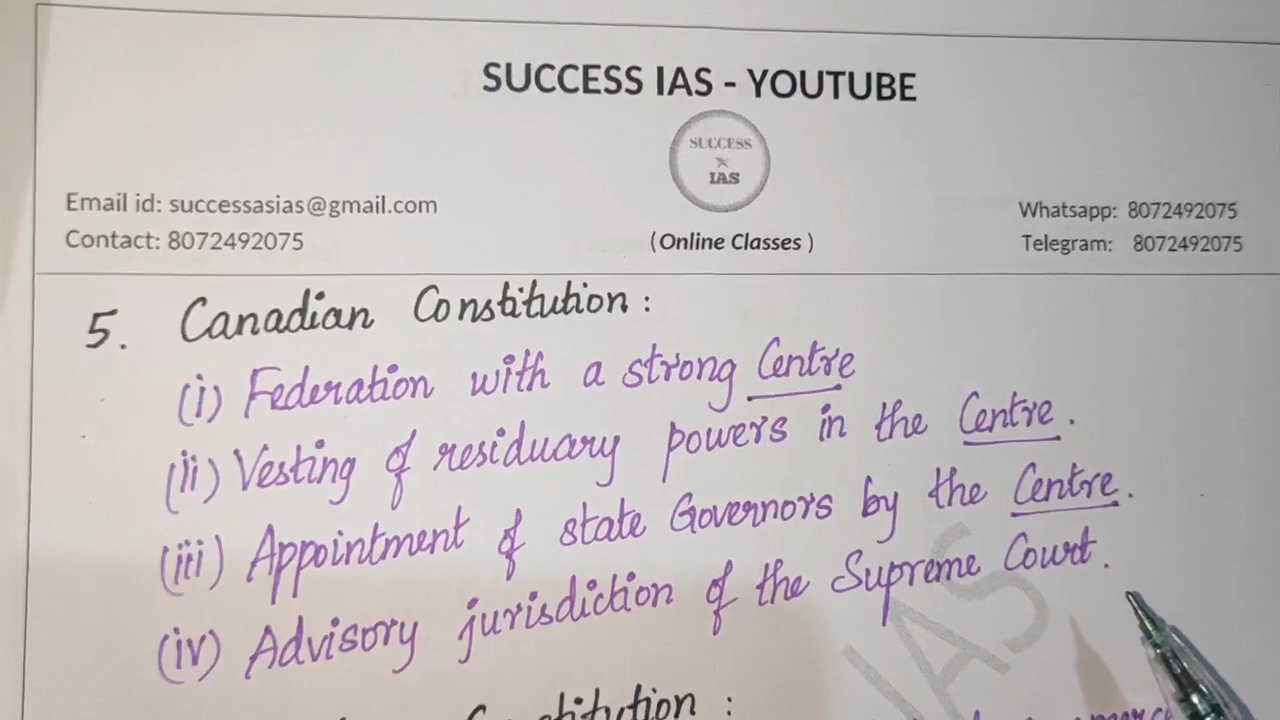 SUCCESS IAS - YOUTUBE
SUCCESS
IAS
Email id: successasias@gmail.com
Whatsapp: 8072492075
Contact: 8072492075
(Online Classes)
Telegram: 8072492075
5. Canadian Constitution:
(i) Federation with a strong Centre
(ii) Vesting of residuary powers in the Centre.
(iii) Appointment of state Governors by the Centre.
(iv) Advisory jurisdiction of the Supreme Court.
IAS
Constitution: